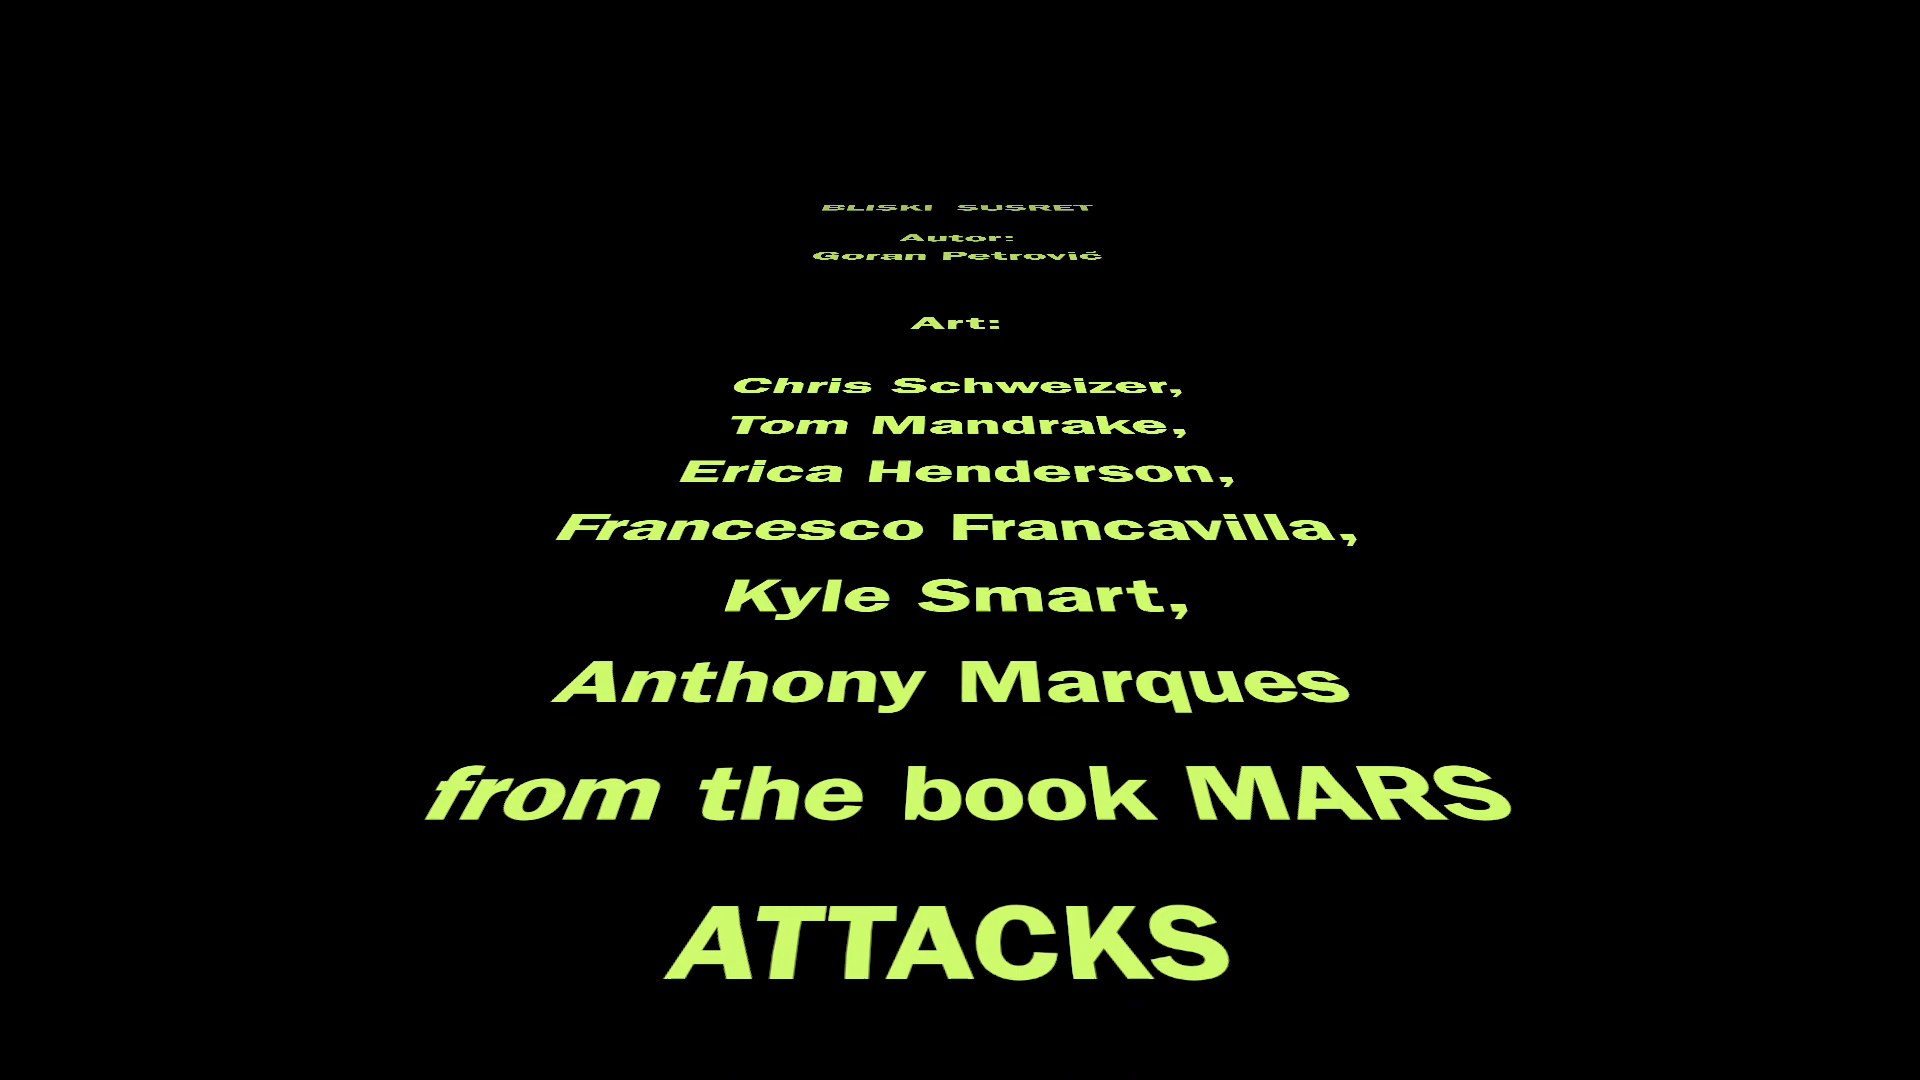 BLISKI SUSRET
Autor:
Goran Petrović
Art:
Chris Schweizer,
Tom Mandrake,
Erica Henderson,
Francesco Francavilla,
Kyle Smart,
Anthony Marques
from the book MARS
ATTACKS